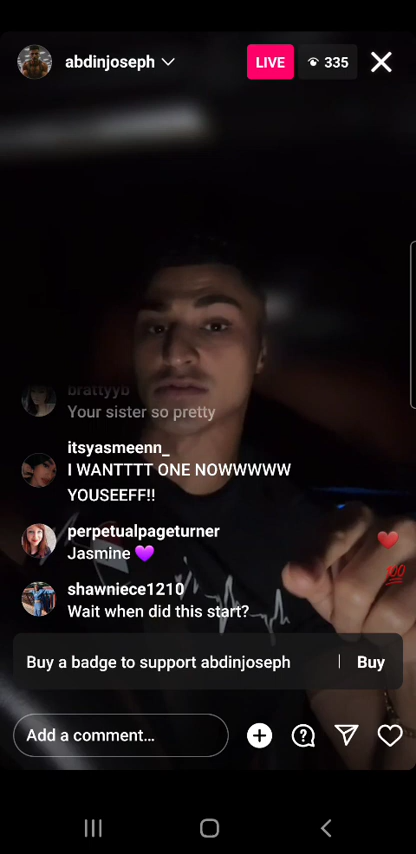 abdinjoseph
LIVE
335
brattyyb
Your sister so pretty
itsyasmeenn_
I WANTTTT ONE NOWWWWW
YOUSEEFF!!
perpetualpageturner
Jasmine 💜
100
shawniece1210
Wait when did this start?
Buy a badge to support abdinjoseph | Buy
Add a comment...